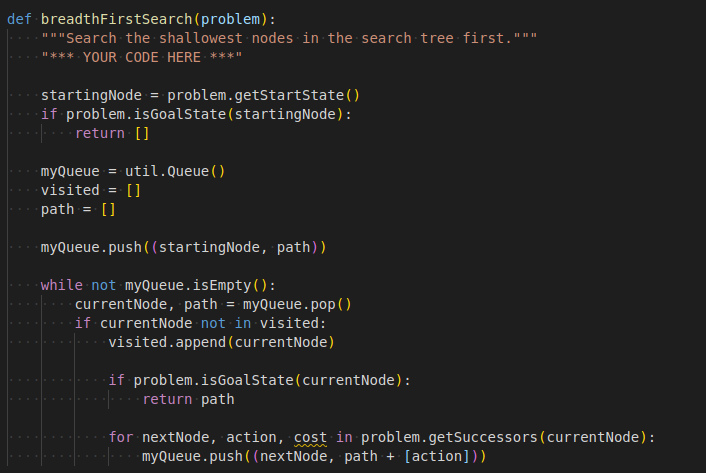 def breadthFirstSearch(problem):
    """Search the shallowest nodes in the search tree first."""
    "*** YOUR CODE HERE ***"

    startingNode = problem.getStartState()
    if problem.isGoalState(startingNode):
        return []

    myQueue = util.Queue()
    visited = []
    path = []

    myQueue.push((startingNode, path))

    while not myQueue.isEmpty():
        currentNode, path = myQueue.pop()
        if currentNode not in visited:
            visited.append(currentNode)

            if problem.isGoalState(currentNode):
                return path

            for nextNode, action, cost in problem.getSuccessors(currentNode):
                myQueue.push((nextNode, path + [action]))